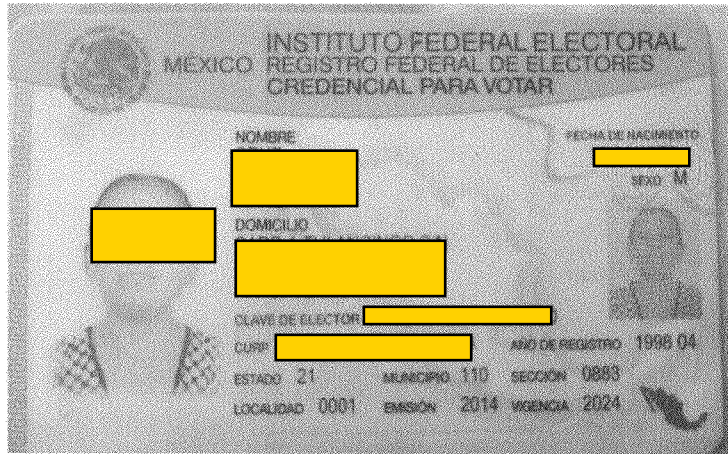 INSTITUTO FEDERAL ELECTORAL
MÉXICO REGISTRO FEDERAL DE ELECTORES
CREDENCIAL PARA VOTAR
NOMBRE
FECHA DE NACIMIENTO
SEXO M
DOMICILIO
CLAVE DE ELECTOR
CURP AÑO DE REGISTRO 1998 04
ESTADO 21 MUNICIPIO 110 SECCIÓN 0883
LOCALIDAD 0001 EMISIÓN 2014 VIGENCIA 2024